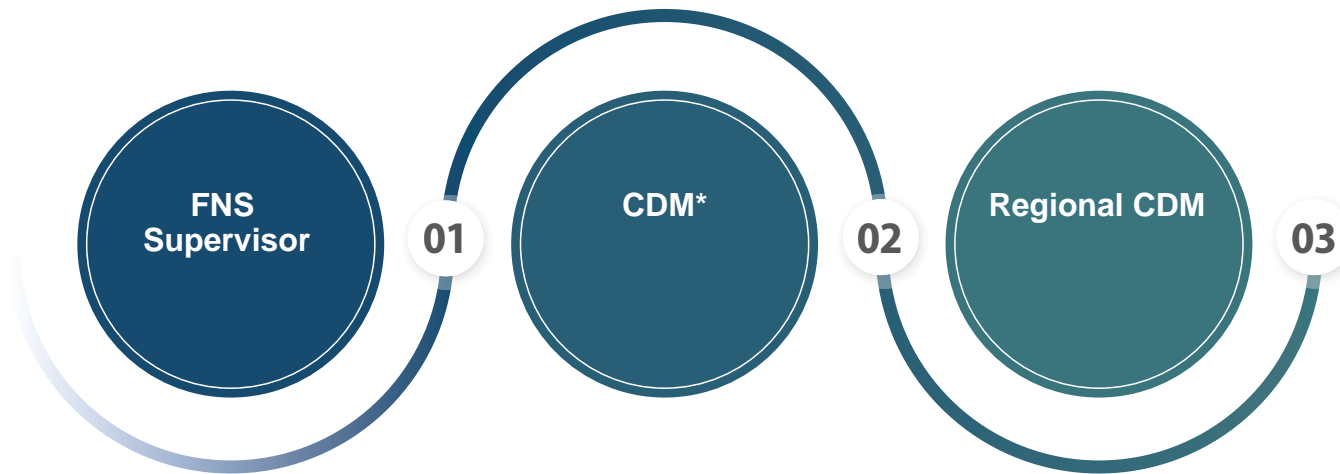 FNS
Supervisor
01
CDM*
02
Regional CDM
03